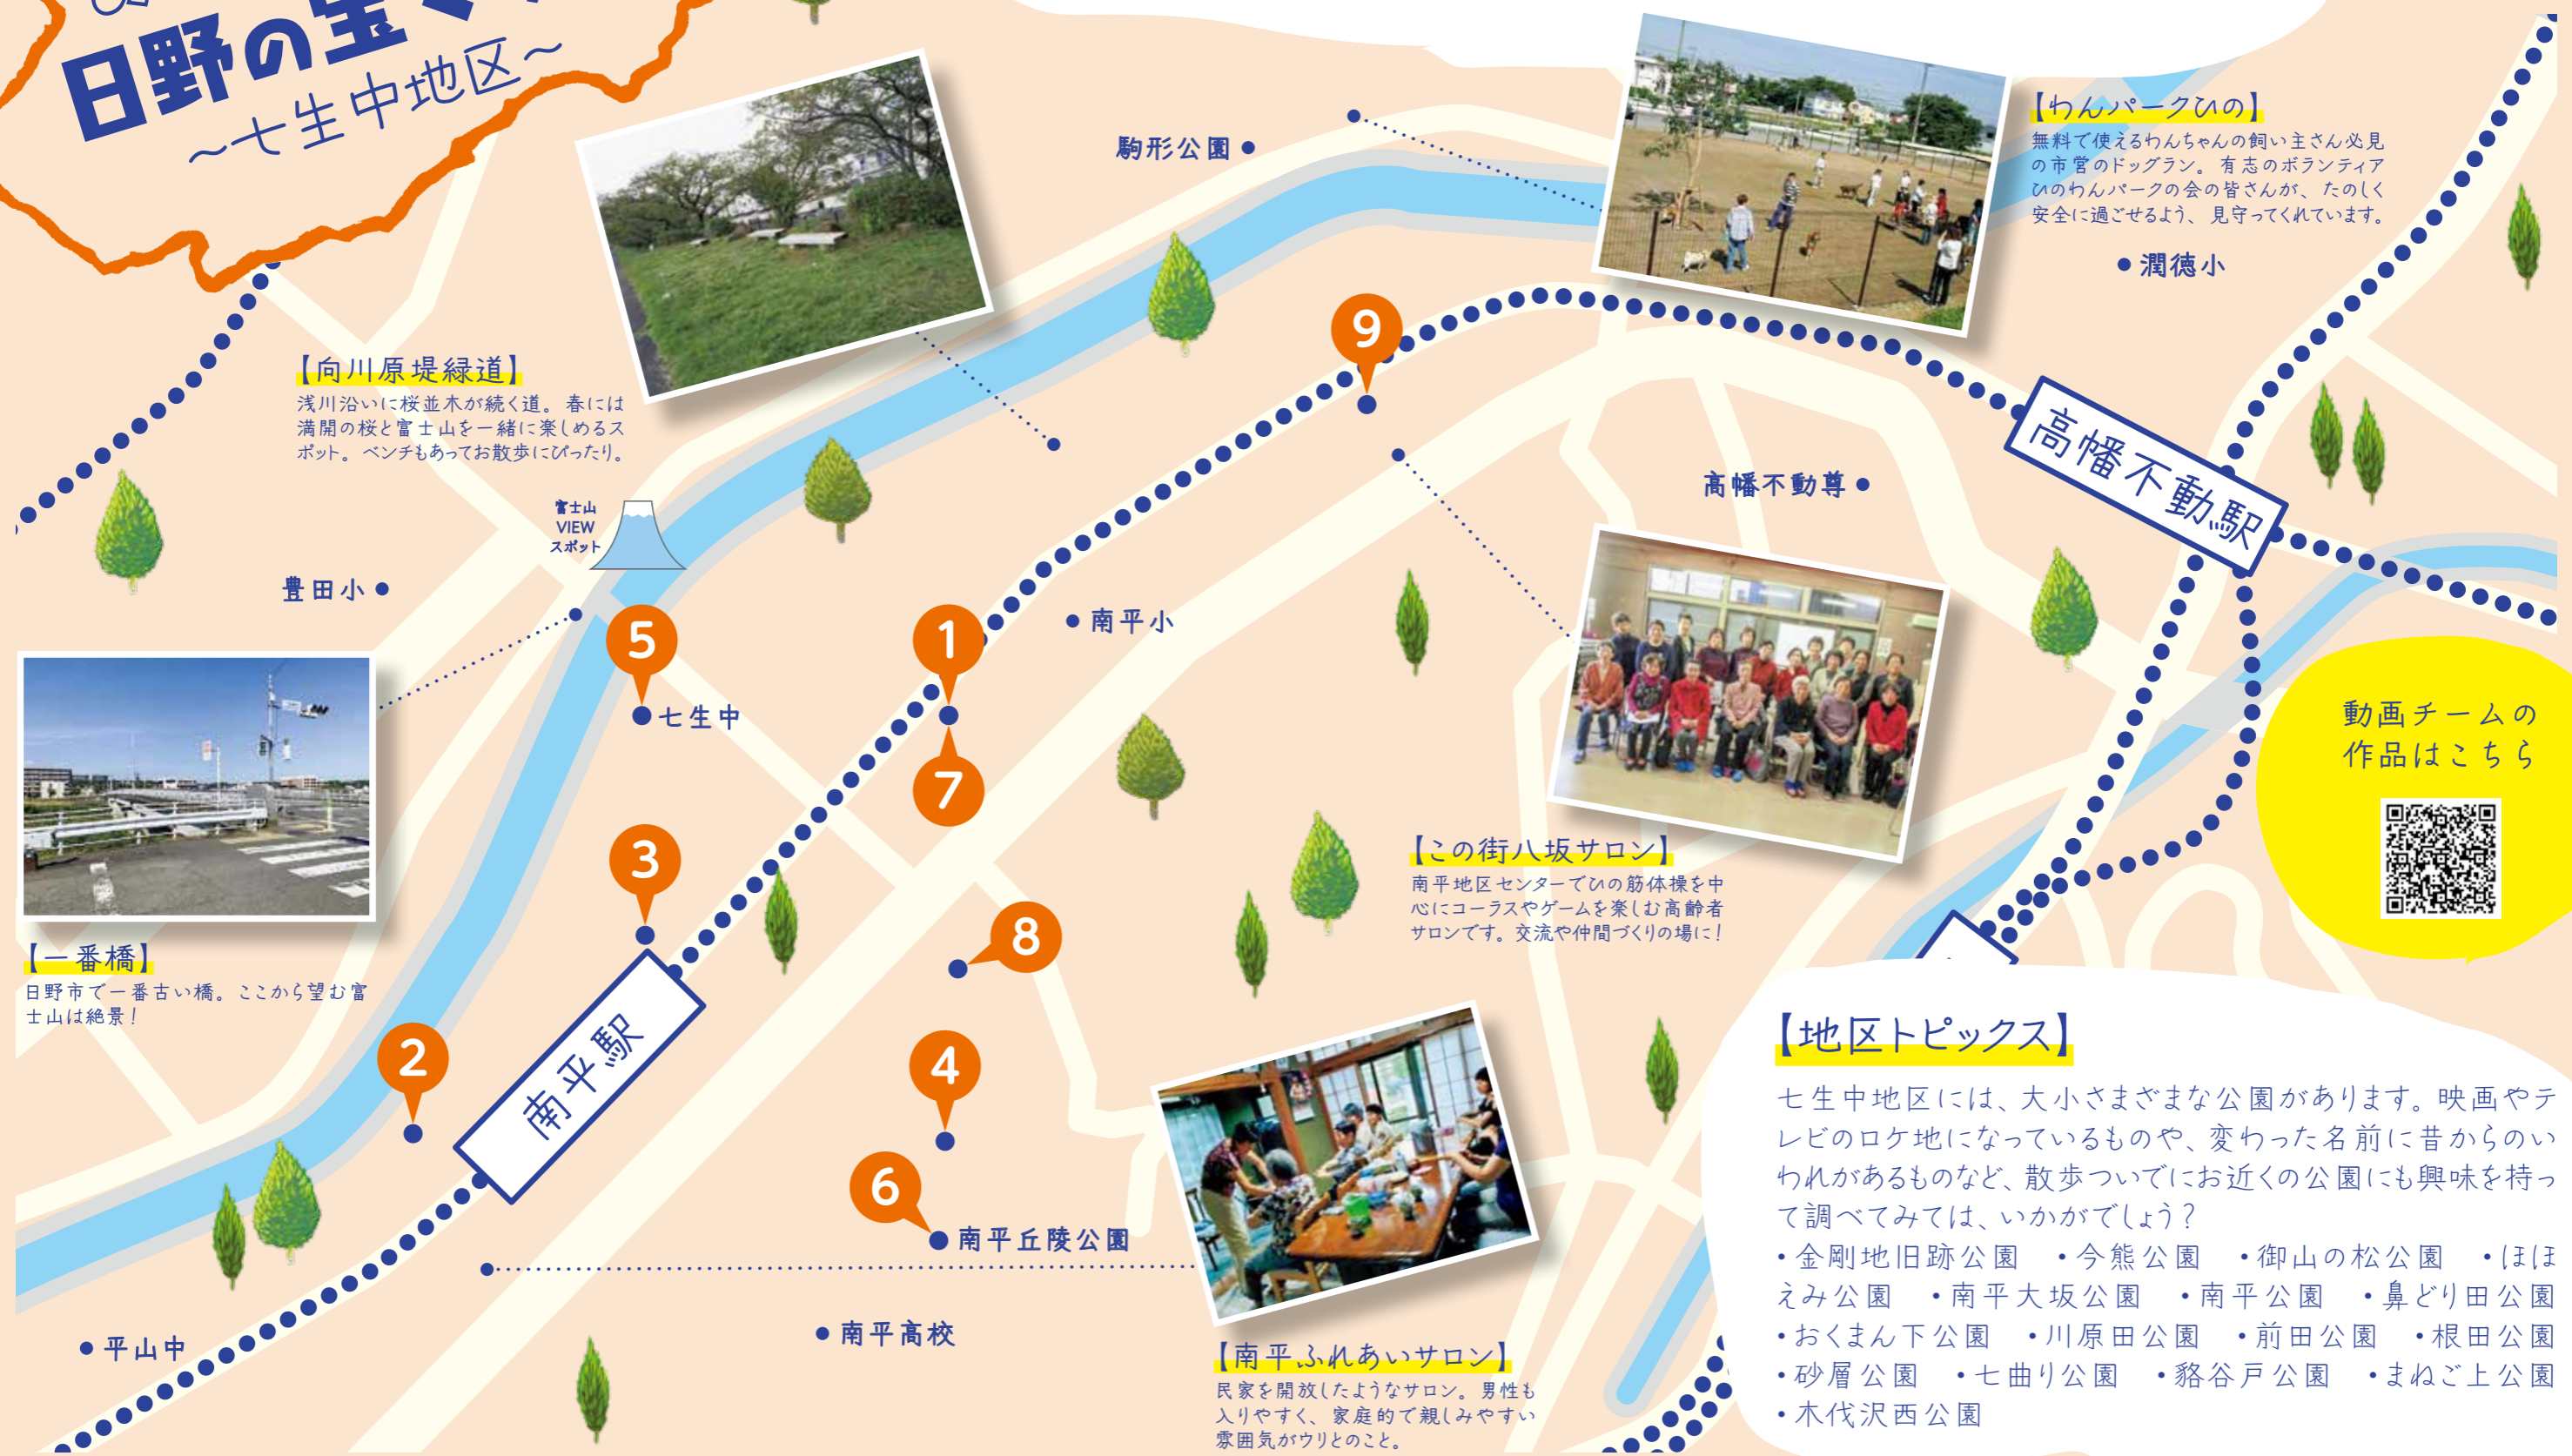 日野の宝
～七生中地区～
駒形公園
【わんパークひの】
無料で使えるわんちゃんの飼い主さん必見
の市営のドッグラン。有志のボランティア
ひのわんパークの会の皆さんが、たのしく
安全に過ごせるよう、見守ってくれています。
潤徳小
9
【向川原堤緑道】
浅川沿いに桜並木が続く道。春には
満開の桜と富士山を一緒に楽しめるス
ポット。ベンチもあってお散歩にぴったり。
高幡不動駅
高幡不動尊
富士山
VIEW
スポット
豊田小
5
1
南平小
七生中
7
動画チームの
作品はこちら
3
【この街八坂サロン】
南平地区センターでひの筋体操を中
心にコーラスやゲームを楽しむ高齢者
サロンです。交流や仲間づくりの場に！
8
【一番橋】
日野市で一番古い橋。ここから望む富
士山は絶景！
2
南平駅
4
6
南平丘陵公園
平山中
南平高校
【南平ふれあいサロン】
民家を開放したようなサロン。男性も
入りやすく、家庭的で親しみやすい
雰囲気がウリとのこと。
【地区トピックス】
七生中地区には、大小さまざまな公園があります。映画やテ
レビのロケ地になっているものや、変わった名前に昔からのい
われがあるものなど、散歩ついでにお近くの公園にも興味を持っ
て調べてみては、いかがでしょう？
・金剛地旧跡公園 ・今熊公園 ・御山の松公園 ・ほほ
えみ公園 ・南平大坂公園 ・南平公園 ・鼻どり田公園
・おくまん下公園 ・川原田公園 ・前田公園 ・根田公園
・砂層公園 ・七曲り公園 ・貉谷戸公園 ・まねご上公園
・木伐沢西公園